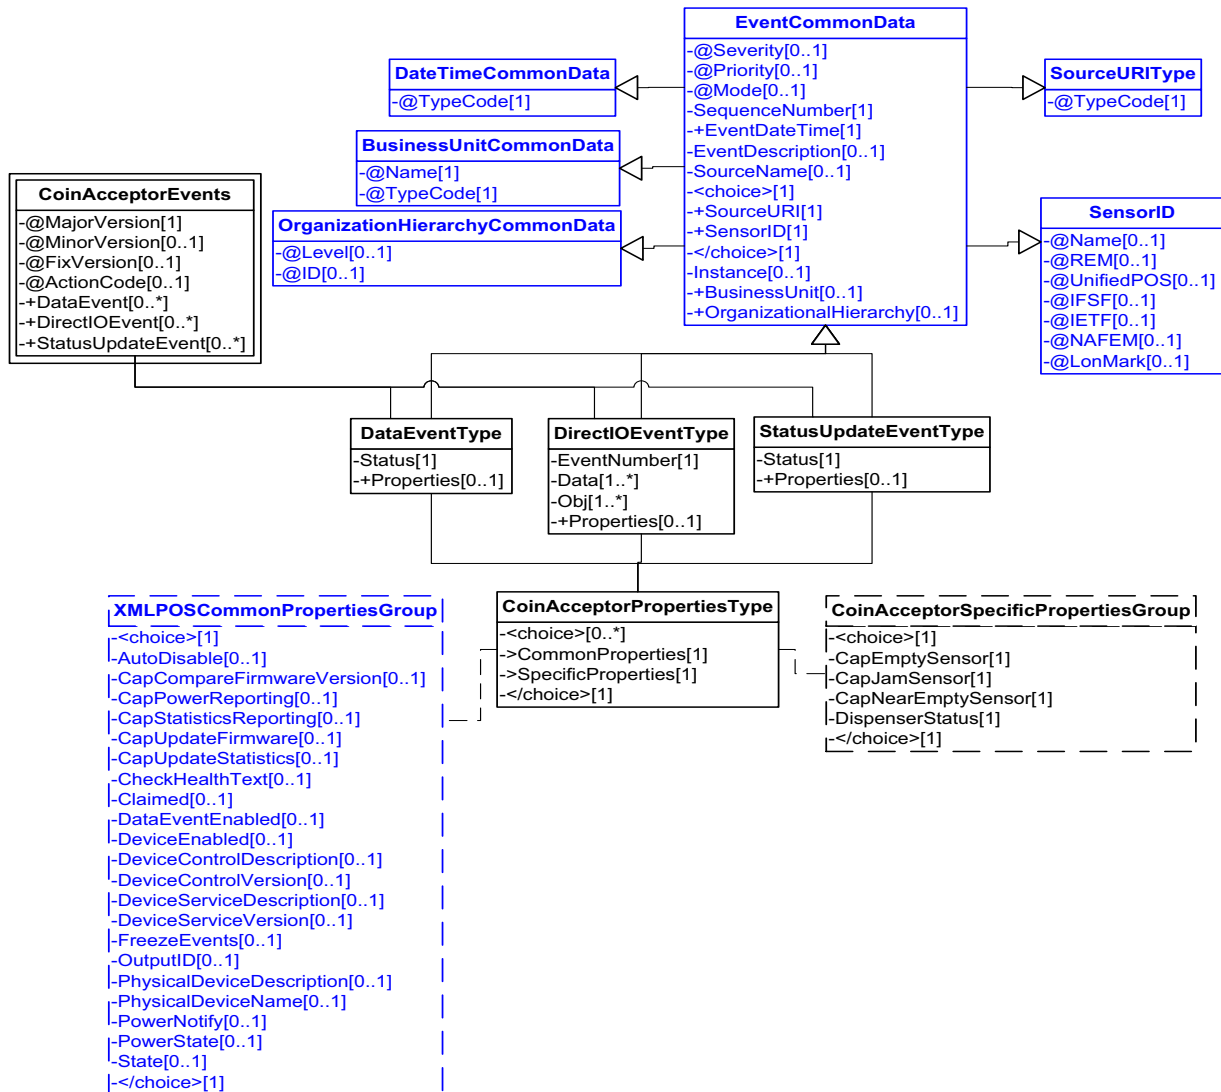 EventCommonData
-@Severity[0..1]
-@Priority[0..1]
-@Mode[0..1]
-SequenceNumber[1]
-+EventDateTime[1]
-EventDescription[0..1]
-SourceName[0..1]
-<choice>[1]
-+SourceURI[1]
-+SensorID[1]
-</choice>[1]
-Instance[0..1]
-+BusinessUnit[0..1]
-+OrganizationalHierarchy[0..1]
DateTimeCommonData
-@TypeCode[1]
SourceURIType
-@TypeCode[1]
BusinessUnitCommonData
-@Name[1]
-@TypeCode[1]
CoinAcceptorEvents
-@MajorVersion[1]
-@MinorVersion[0..1]
-@FixVersion[0..1]
-@ActionCode[0..1]
-+DataEvent[0..*]
-+DirectIOEvent[0..*]
-+StatusUpdateEvent[0..*]
OrganizationHierarchyCommonData
-@Level[0..1]
-@ID[0..1]
SensorID
-@Name[0..1]
-@REM[0..1]
-@UnifiedPOS[0..1]
-@IFSF[0..1]
-@IETF[0..1]
-@NAFEM[0..1]
-@LonMark[0..1]
DataEventType
-Status[1]
-+Properties[0..1]
DirectIOEventType
-EventNumber[1]
-Data[1..*]
-Obj[1..*]
-+Properties[0..1]
StatusUpdateEventType
-Status[1]
-+Properties[0..1]
XMLPOSCommonPropertiesGroup
-<choice>[1]
-AutoDisable[0..1]
-CapCompareFirmwareVersion[0..1]
-CapPowerReporting[0..1]
-CapStatisticsReporting[0..1]
-CapUpdateFirmware[0..1]
-CapUpdateStatistics[0..1]
-CheckHealthText[0..1]
-Claimed[0..1]
-DataEventEnabled[0..1]
-DeviceEnabled[0..1]
-DeviceControlDescription[0..1]
-DeviceControlVersion[0..1]
-DeviceServiceDescription[0..1]
-DeviceServiceVersion[0..1]
-FreezeEvents[0..1]
-OutputID[0..1]
-PhysicalDeviceDescription[0..1]
-PhysicalDeviceName[0..1]
-PowerNotify[0..1]
-PowerState[0..1]
-State[0..1]
-</choice>[1]
CoinAcceptorPropertiesType
-<choice>[0..*]
->CommonProperties[1]
->SpecificProperties[1]
-</choice>[1]
CoinAcceptorSpecificPropertiesGroup
-<choice>[1]
-CapEmptySensor[1]
-CapJamSensor[1]
-CapNearEmptySensor[1]
-DispenserStatus[1]
-</choice>[1]